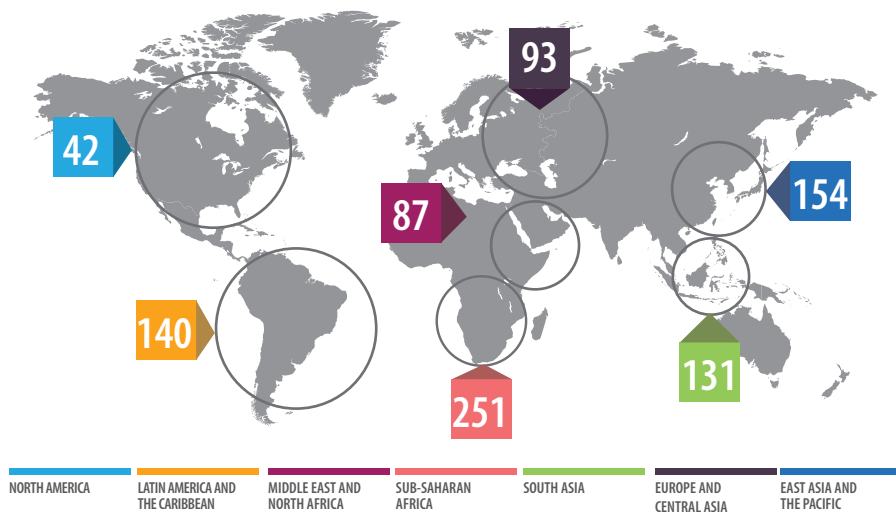 93
42
154
87
140
131
251
NORTH AMERICA
LATIN AMERICA AND
THE CARIBBEAN
MIDDLE EAST AND
NORTH AFRICA
SUB-SAHARAN
AFRICA
SOUTH ASIA
EUROPE AND
CENTRAL ASIA
EAST ASIA AND
THE PACIFIC